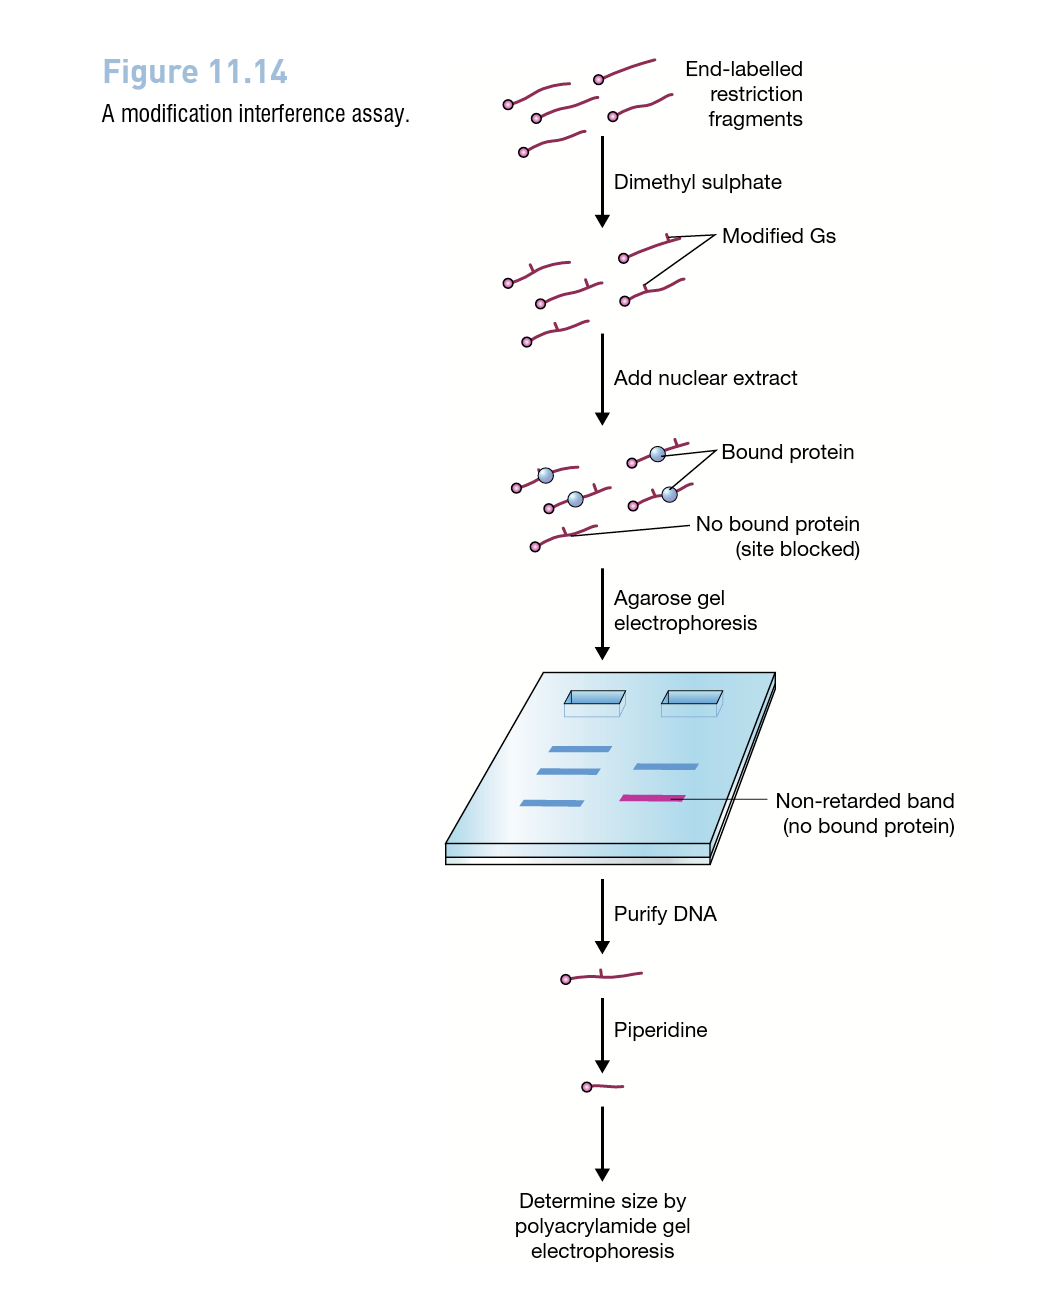 Figure 11.14
A modification interference assay.
End-labelled
restriction
fragments
Dimethyl sulphate
Modified Gs
Add nuclear extract
Bound protein
No bound protein
(site blocked)
Agarose gel
electrophoresis
Non-retarded band
(no bound protein)
Purify DNA
Piperidine
Determine size by
polyacrylamide gel
electrophoresis